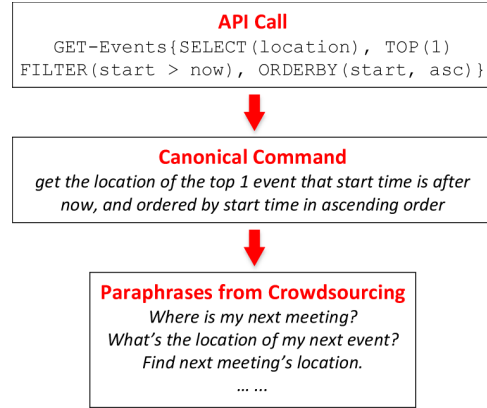 API Call
GET-Events{SELECT(location), TOP(1)
FILTER(start > now), ORDERBY(start, asc)}
Canonical Command
get the location of the top 1 event that start time is after
now, and ordered by start time in ascending order
Paraphrases from Crowdsourcing
Where is my next meeting?
What's the location of my next event?
Find next meeting's location.
... ...